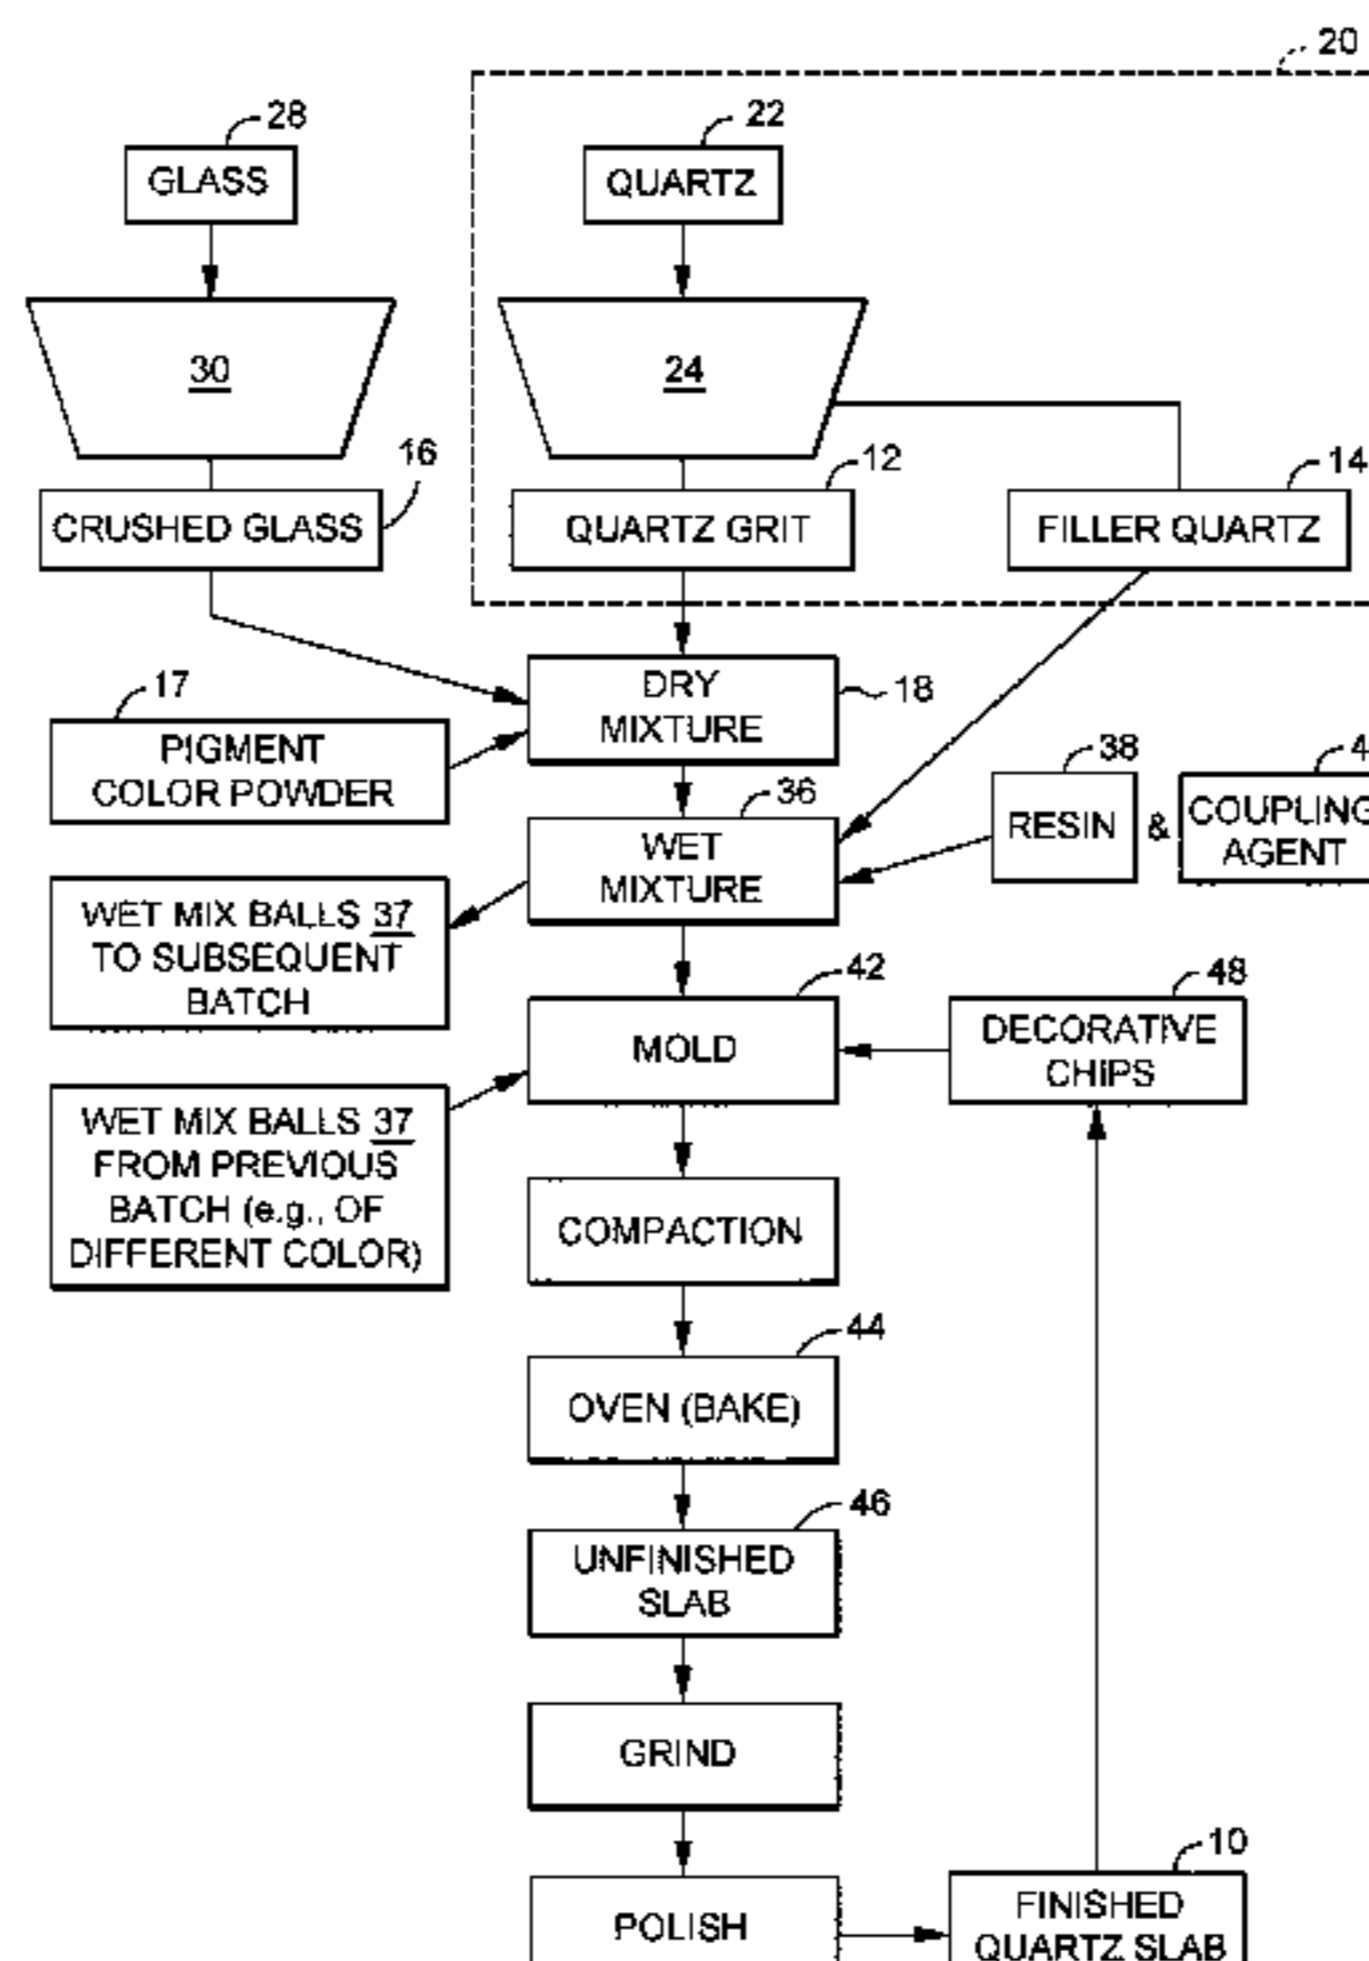 20
28
22
GLASS
QUARTZ
30
24
16
12
14
CRUSHED GLASS
QUARTZ GRIT
FILLER QUARTZ
17
DRY
MIXTURE
18
PIGMENT
COLOR POWDER
36
38
4
WET
MIXTURE
RESIN
&
COUPLING
AGENT
WET MIX BALLS 37
TO SUBSEQUENT
BATCH
42
48
MOLD
DECORATIVE
CHIPS
WET MIX BALLS 37
FROM PREVIOUS
BATCH (e.g., OF
DIFFERENT COLOR)
COMPACTION
44
OVEN (BAKE)
46
UNFINISHED
SLAB
GRIND
10
POLISH
FINISHED
QUARTZ SLAB